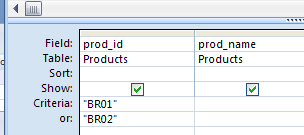 Field: prod_id prod_name
Table: Products Products
Sort:
Show:
Criteria: "BR01"
or: "BR02"